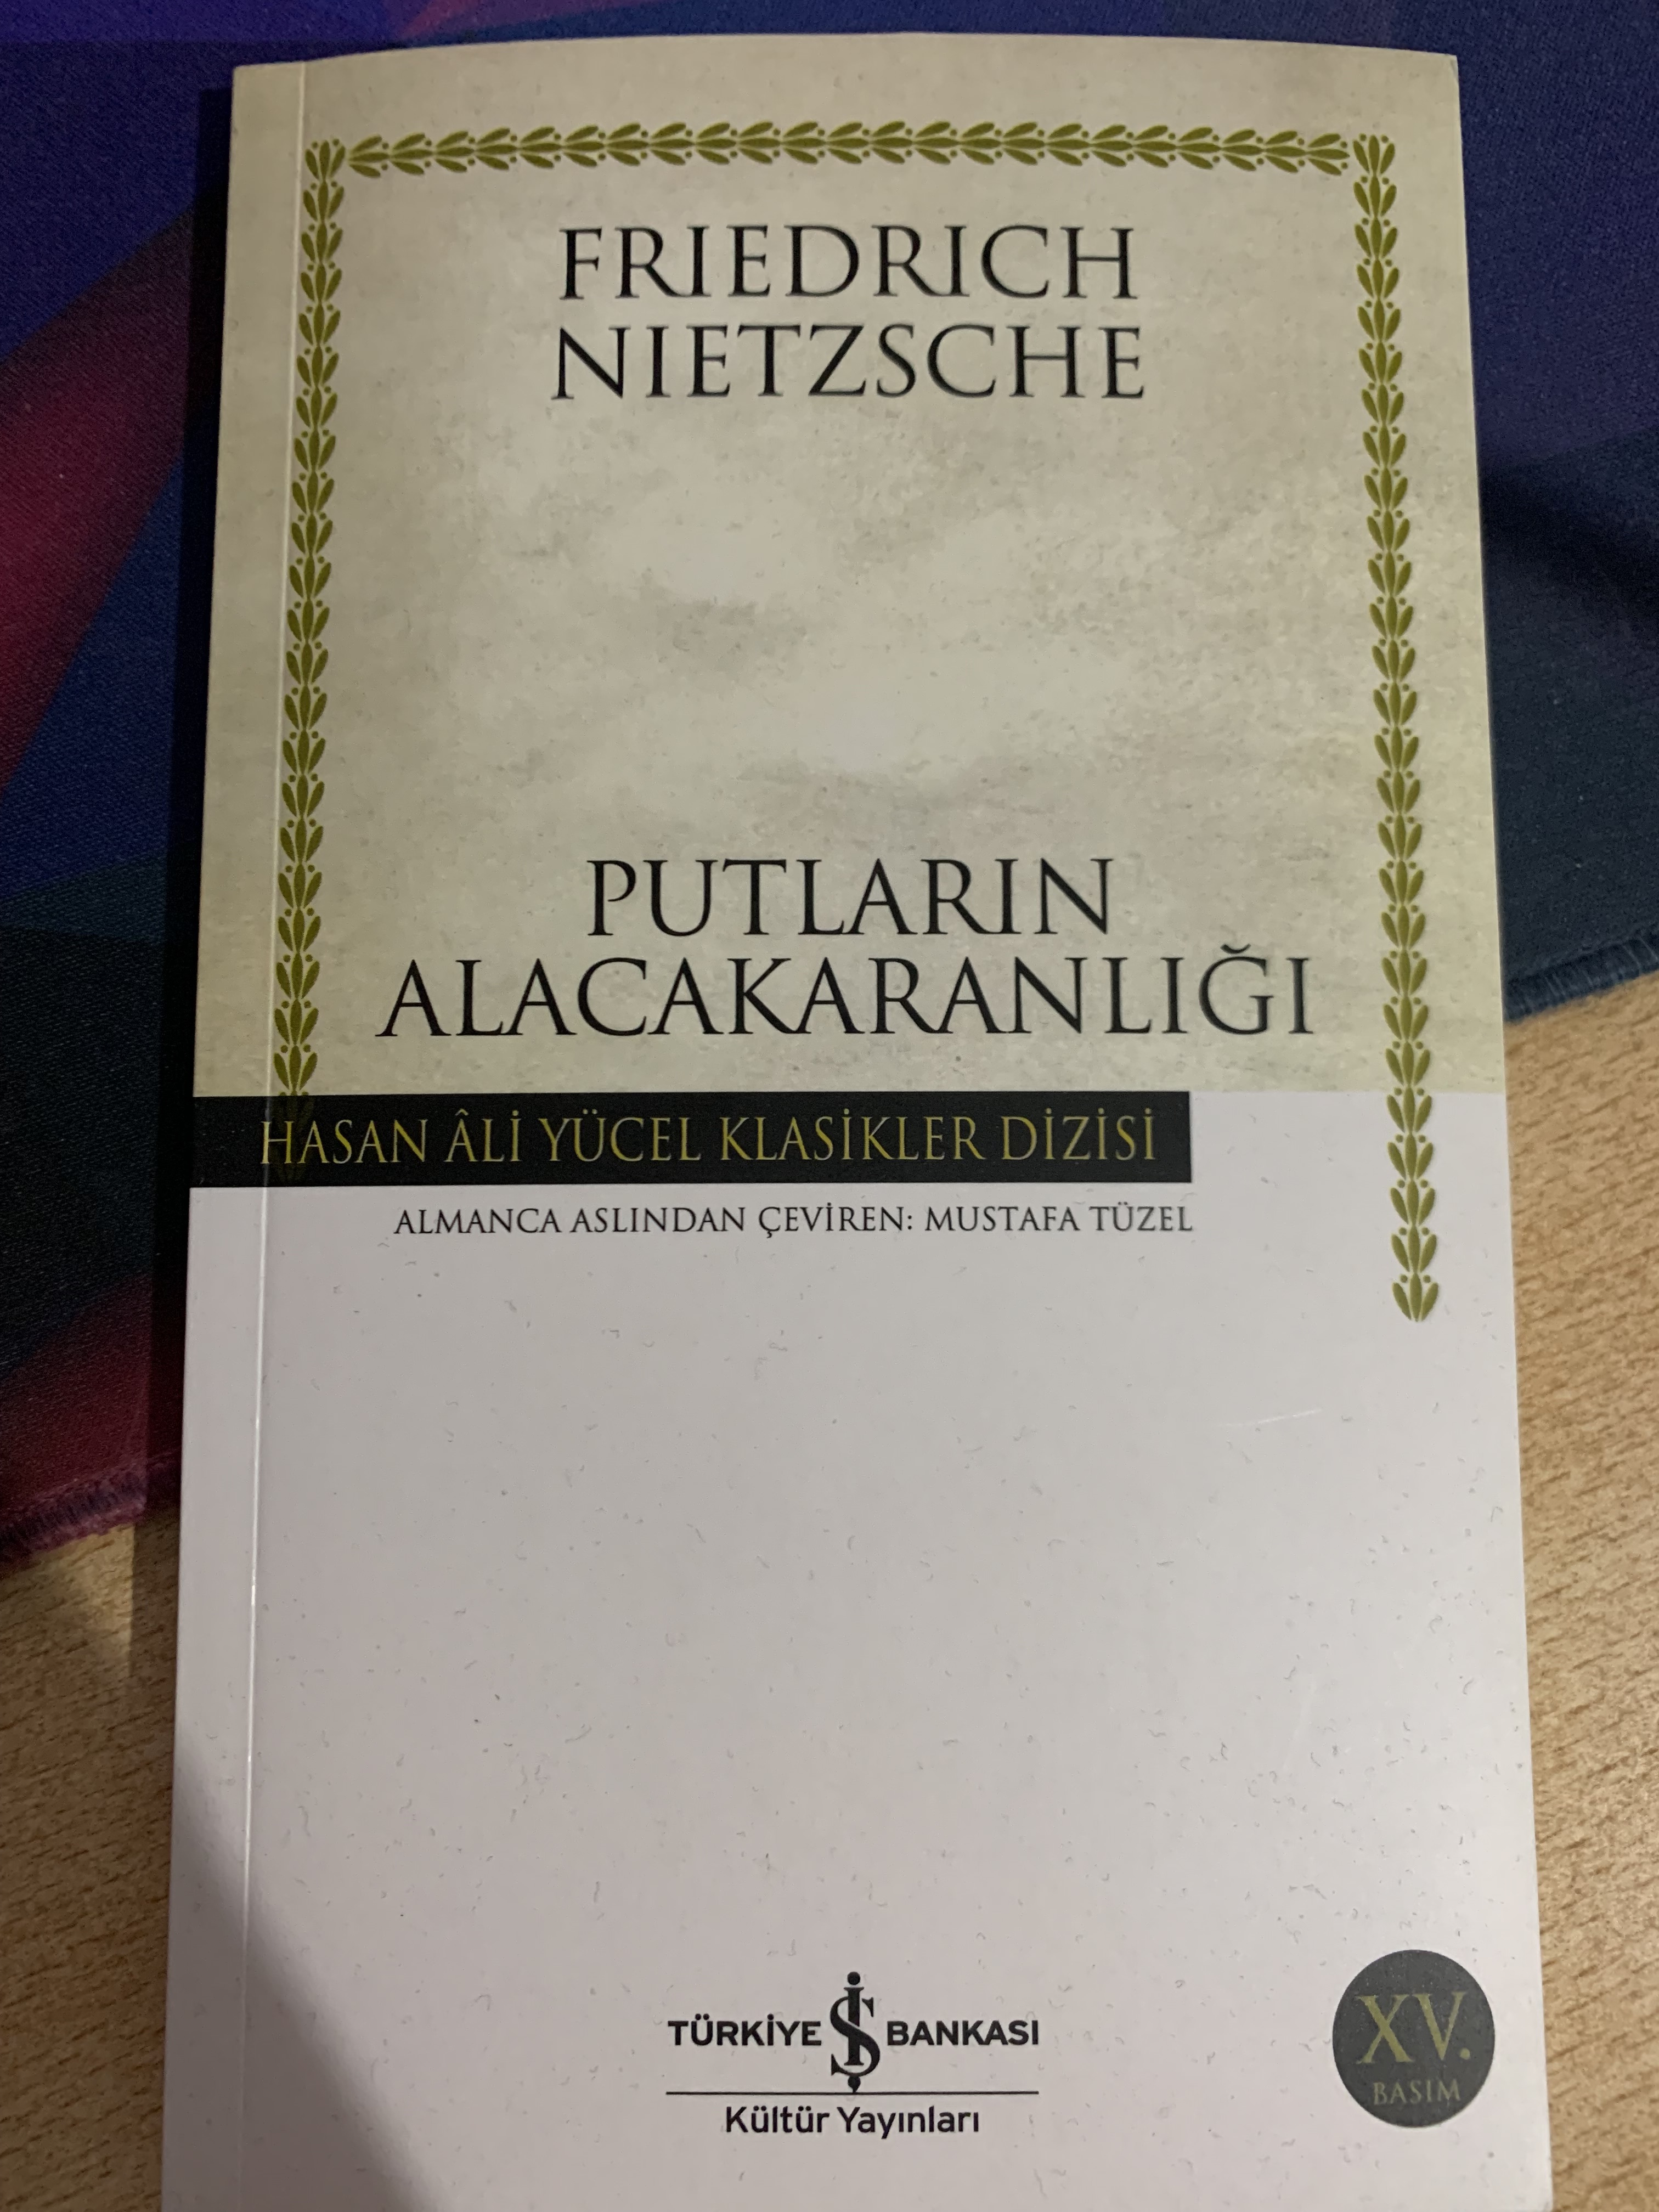 FRIEDRICH
NIETZSCHE
PUTLARIN
ALACAKARANLIĞI
HASAN ÂLİ YÜCEL KLASİKLER DİZİSİ
ALMANCA ASLINDAN ÇEVİREN: MUSTAFA TÜZEL
TÜRKİYE İŞ BANKASI
Kültür Yayınları
XV.
BASIM